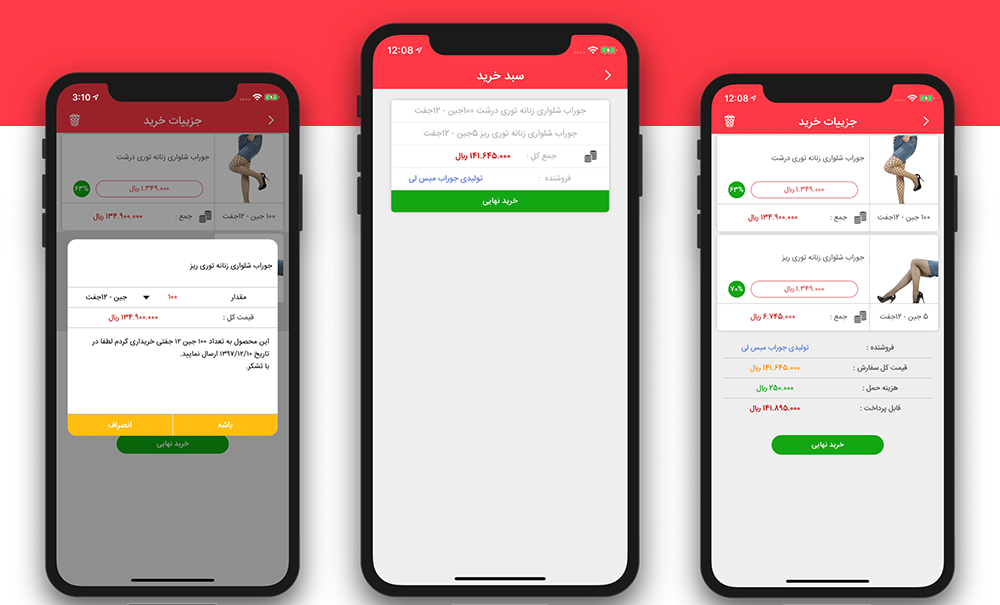 3:10
جزییات خرید
جوراب شلواری زنانه توری درشت
۶۳%
۱.۳۴۹.۰۰۰ ریال
۱۰۰ جین - ۱۲جفت
جمع :
۱۳۴.۹۰۰.۰۰۰ ریال
جوراب شلواری زنانه توری ریز
مقدار
۱۰۰
جین - ۱۲جفت
قیمت کل :
۱۳۴.۹۰۰.۰۰۰ ریال
این محصول به تعداد ۱۰۰ جین ۱۲ جفتی خریداری کردم لطفا در
تاریخ ۱۳۹۷/۱۲/۱۰ ارسال نمایید.
با تشکر.
باشه
انصراف
خرید نهایی
12:08
سبد خرید
جوراب شلواری زنانه توری درشت ۱۰۰جین - ۱۲جفت
جوراب شلواری زنانه توری ریز ۵جین - ۱۲جفت
جمع کل :
۱۴۱.۶۴۵.۰۰۰ ریال
فروشنده :
تولیدی جوراب میس لی
خرید نهایی
12:08
جزییات خرید
جوراب شلواری زنانه توری درشت
۶۳%
۱.۳۴۹.۰۰۰ ریال
۱۰۰ جین - ۱۲جفت
جمع :
۱۳۴.۹۰۰.۰۰۰ ریال
جوراب شلواری زنانه توری ریز
۷۰%
۱.۳۴۹.۰۰۰ ریال
۵ جین - ۱۲جفت
جمع :
۶.۷۴۵.۰۰۰ ریال
فروشنده :
تولیدی جوراب میس لی
قیمت کل سفارش :
۱۴۱.۶۴۵.۰۰۰ ریال
هزینه حمل :
۲۵۰.۰۰۰ ریال
قابل پرداخت :
۱۴۱.۸۹۵.۰۰۰ ریال
خرید نهایی